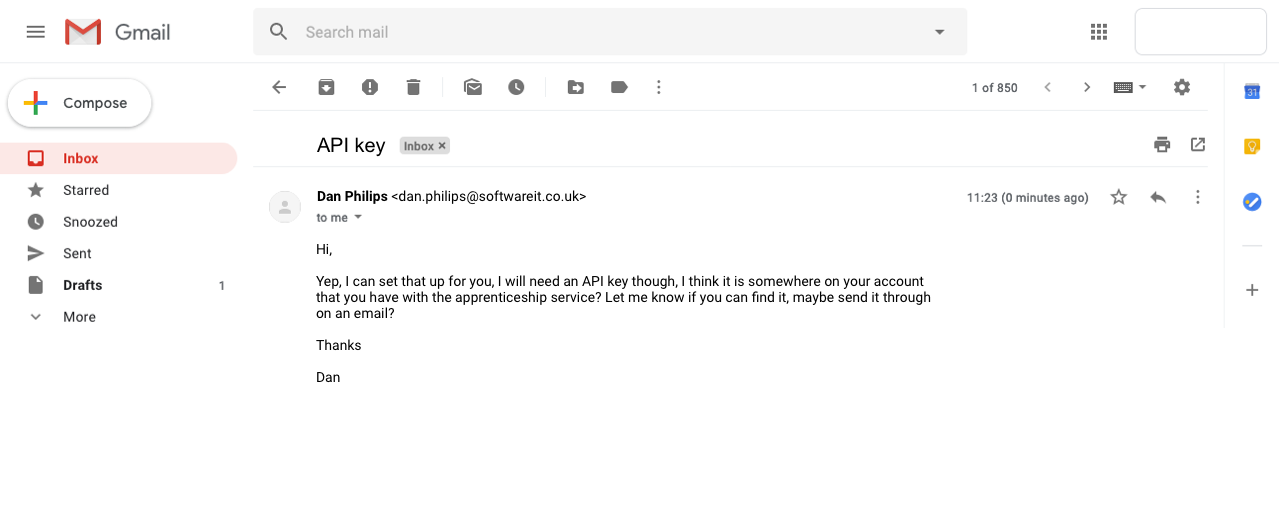 Gmail
Search mail
Compose
1 of 850
31
Inbox
Starred
Snoozed
Sent
Drafts 1
More
API key Inbox ×
Dan Philips <dan.philips@softwareit.co.uk> 11:23 (0 minutes ago)
to me
Hi,
Yep, I can set that up for you, I will need an API key though, I think it is somewhere on your account
that you have with the apprenticeship service? Let me know if you can find it, maybe send it through
on an email?
Thanks
Dan